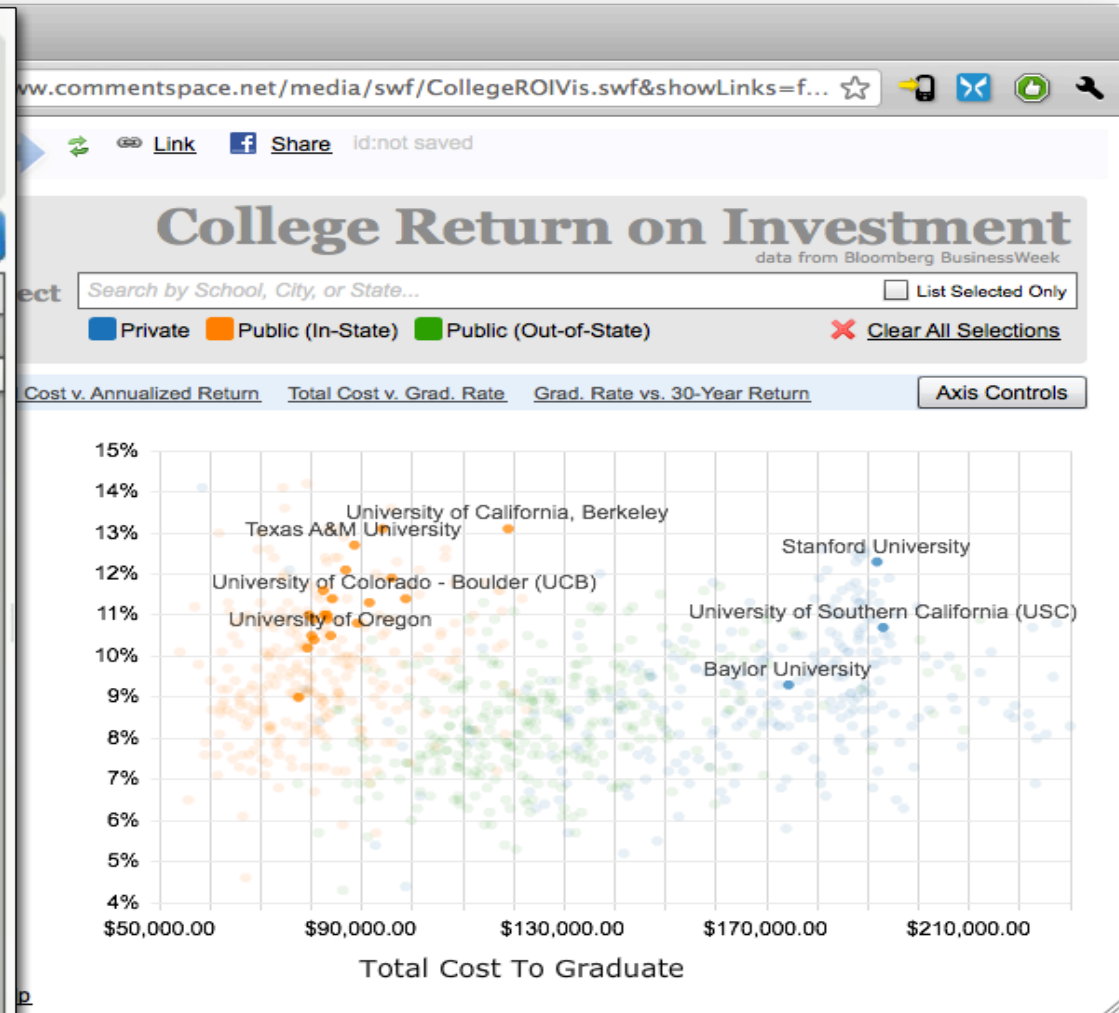 ww.commentspace.net/media/swf/CollegeROIVis.swf&showLinks=f...
Link Share id:not saved
College Return on Investment
data from Bloomberg BusinessWeek
ect Search by School, City, or State... List Selected Only
Private Public (In-State) Public (Out-of-State) Clear All Selections
Cost v. Annualized Return Total Cost v. Grad. Rate Grad. Rate vs. 30-Year Return Axis Controls
15%
14%
University of California, Berkeley
13%
Texas A&M University
Stanford University
12%
University of Colorado - Boulder (UCB)
11%
University of Southern California (USC)
University of Oregon
10%
Baylor University
9%
8%
7%
6%
5%
4%
$50,000.00 $90,000.00 $130,000.00 $170,000.00 $210,000.00
Total Cost To Graduate
p